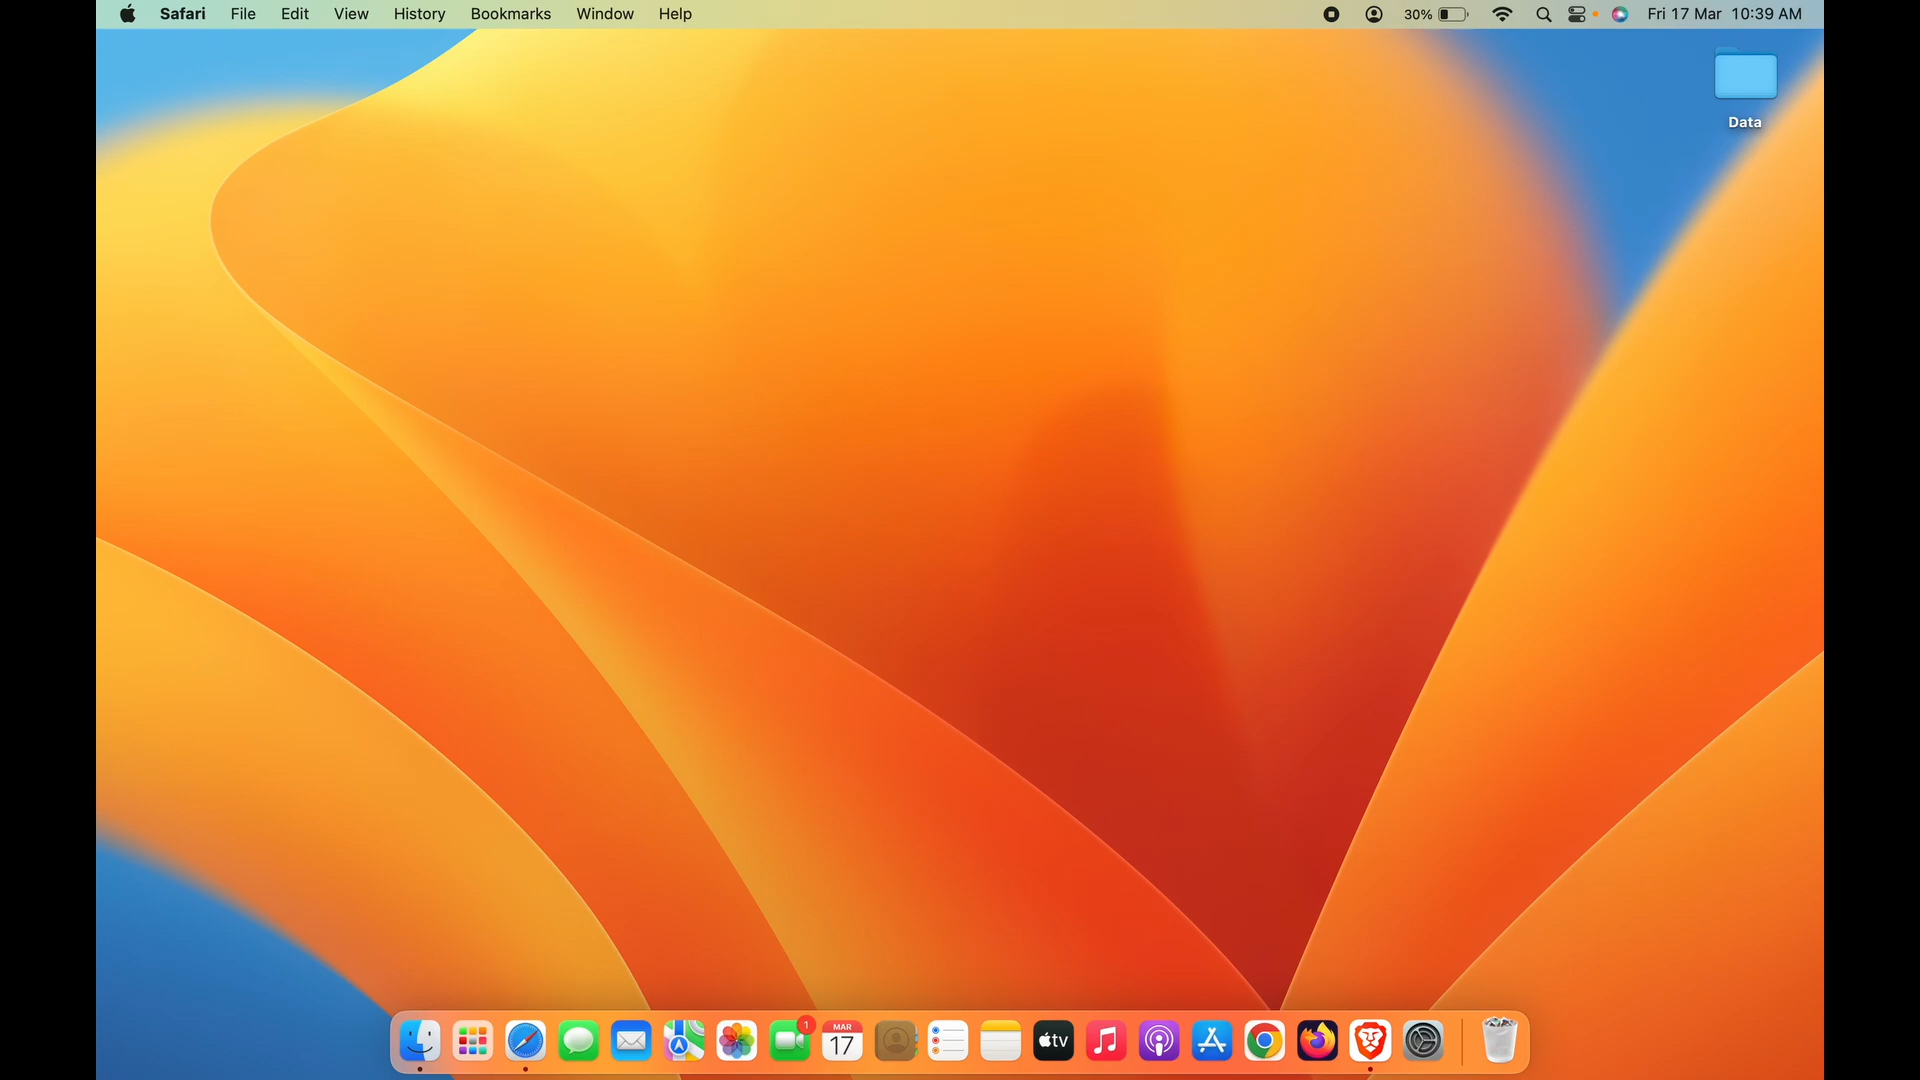 Safari File Edit View History Bookmarks Window Help 30% Fri 17 Mar 10:39 AM
Data
1
MAR
17
tv